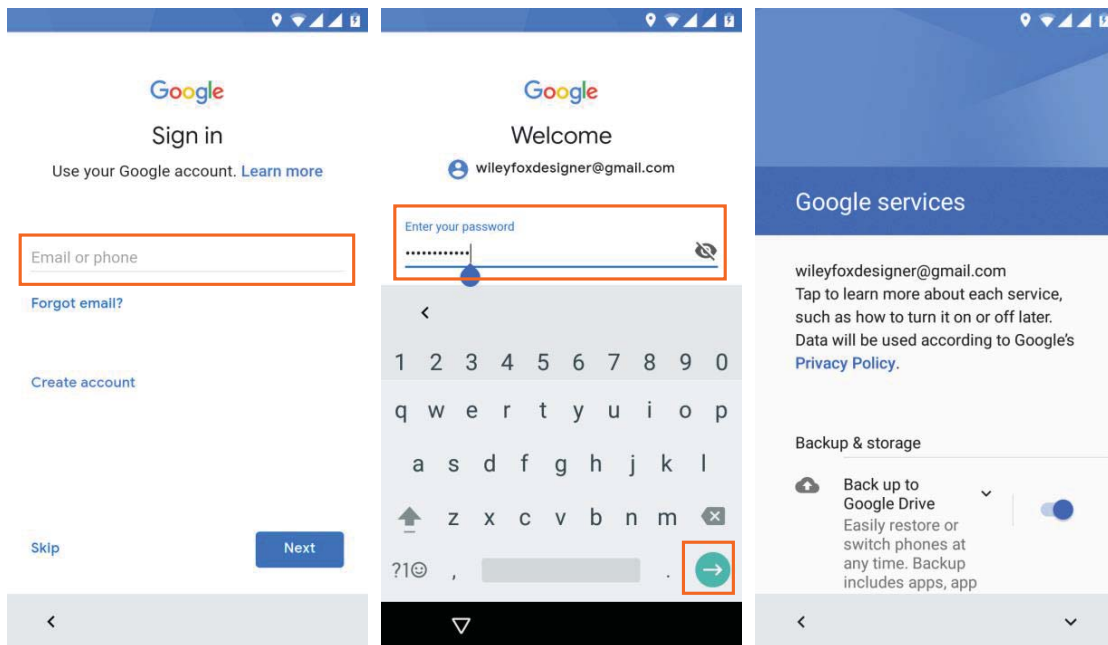 Google
Sign in
Use your Google account. Learn more
Email or phone
Forgot email?
Create account
Skip
Next
Google
Welcome
wileyfoxdesigner@gmail.com
Enter your password
••••••••••••
1 2 3 4 5 6 7 8 9 0
q w e r t y u i o p
a s d f g h j k l
z x c v b n m
?1☺ , .
Google services
wileyfoxdesigner@gmail.com
Tap to learn more about each service,
such as how to turn it on or off later.
Data will be used according to Google's
Privacy Policy.
Backup & storage
Back up to
Google Drive
Easily restore or
switch phones at
any time. Backup
includes apps, app